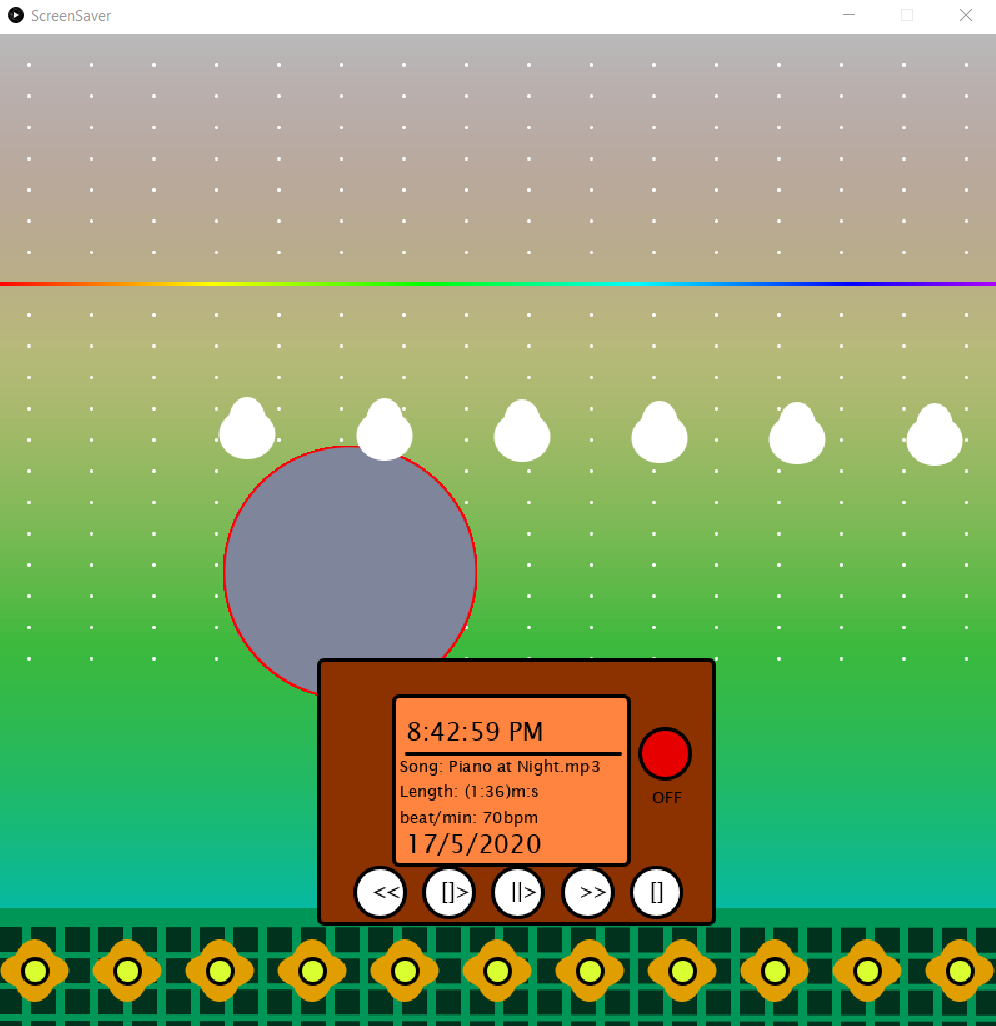 ScreenSaver
8:42:59 PM
Song: Piano at Night.mp3
Length: (1:36)m:s
beat/min: 70bpm
17/5/2020
OFF
<< []> ||> >> []